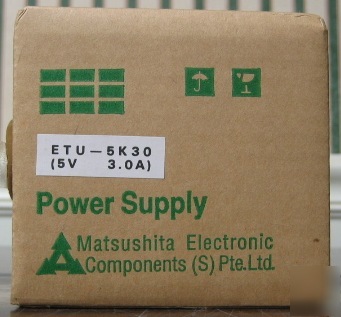 ETU-5K30
(5V 3.0A)
Power Supply
Matsushita Electronic
Components (S) Pte.Ltd.